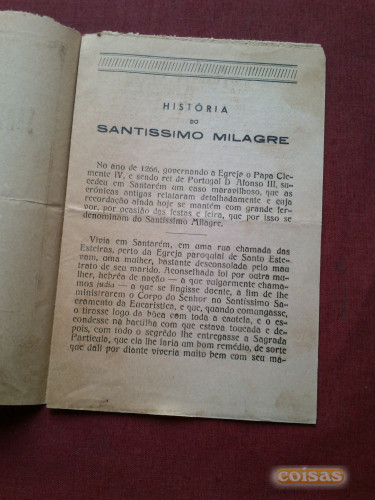 HISTÓRIA
DO
SANTISSIMO MILAGRE
No ano de 1266, governando a Egreja o Papa Cle-
mente IV, e sendo rei de Portugal D. Afonso III, su-
cedeu em Santarém um caso maravilhoso, que as
crónicas antigas relataram detalhadamente e cuja
recordação ainda hoje se mantém com grande fer-
vor, por ocasião das festas e feira, que por isso se
denominam do Santissimo Milagre.
Vivia em Santarém, em uma rua chamada das
Esteiras, perto da Egreja paroquial de Santo Este-
vam, uma mulher, bastante desconsolada pelo mau
trato de seu marido. Aconselhada foi por outra mu-
lher, hebrêa de nação — a que vulgarmente chama-
mos judia — a que se fingisse doente, a fim de lhe
ministrarem o Corpo do Senhor no Santissimo Sa-
cramento da Eucaristica, e que, quando comungasse,
o tirasse logo da bôca com toda a cautela, e o es-
condesse na baetilha com que estava toucada e de-
pois, com todo o segrêdo lhe entregasse a Sagrada
Particula, que ela lhe faria um bom remédio, de sorte
que dali por diante viveria muito bem com seu ma-
coisas